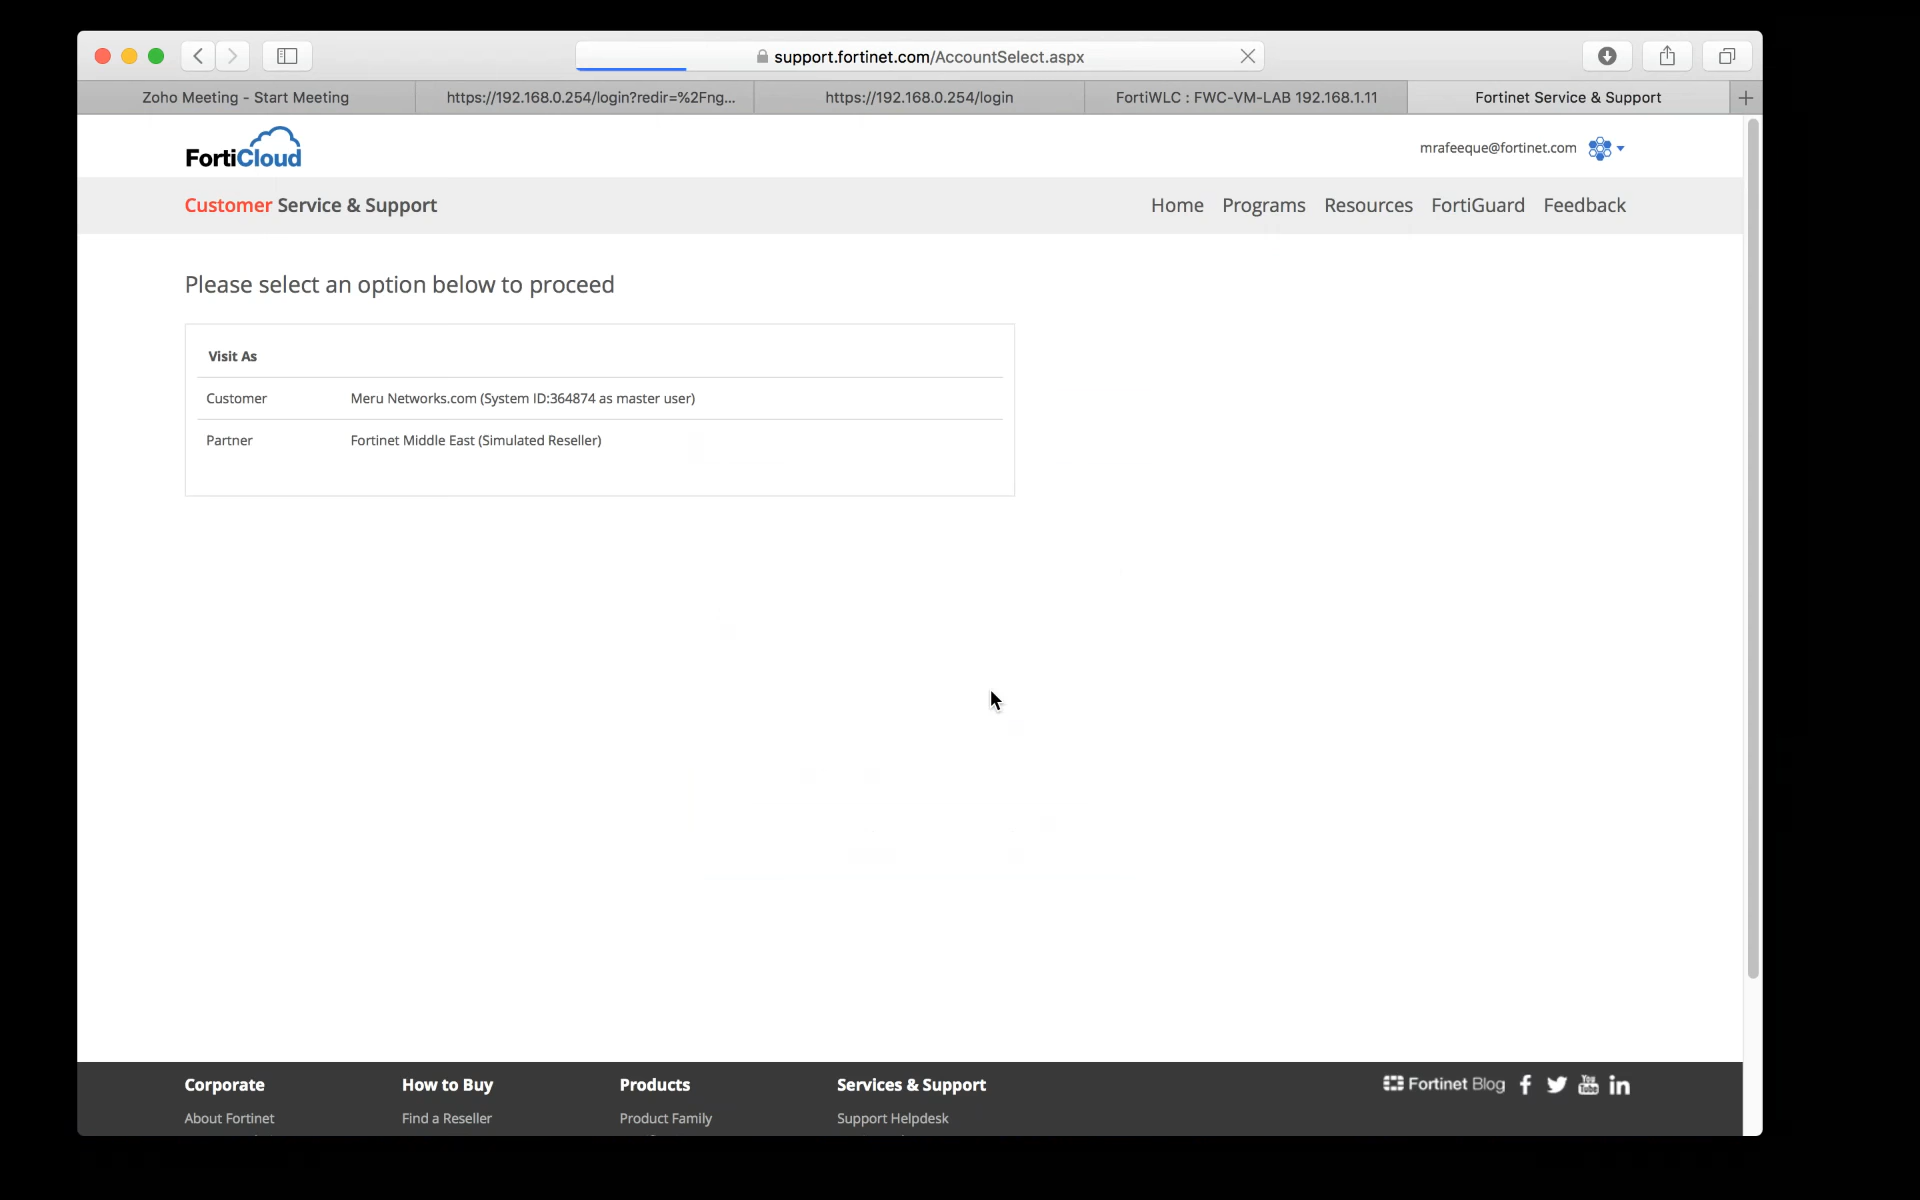 support.fortinet.com/AccountSelect.aspx
Zoho Meeting - Start Meeting
https://192.168.0.254/login?redir=%2Fng...
https://192.168.0.254/login
FortiWLC : FWC-VM-LAB 192.168.1.11
Fortinet Service & Support
FortiCloud
mrafeeque@fortinet.com
Customer Service & Support
Home Programs Resources FortiGuard Feedback
Please select an option below to proceed
Visit As
Customer Meru Networks.com (System ID:364874 as master user)
Partner Fortinet Middle East (Simulated Reseller)
Corporate How to Buy Products Services & Support
Fortinet Blog
You Tube
About Fortinet Find a Reseller Product Family Support Helpdesk